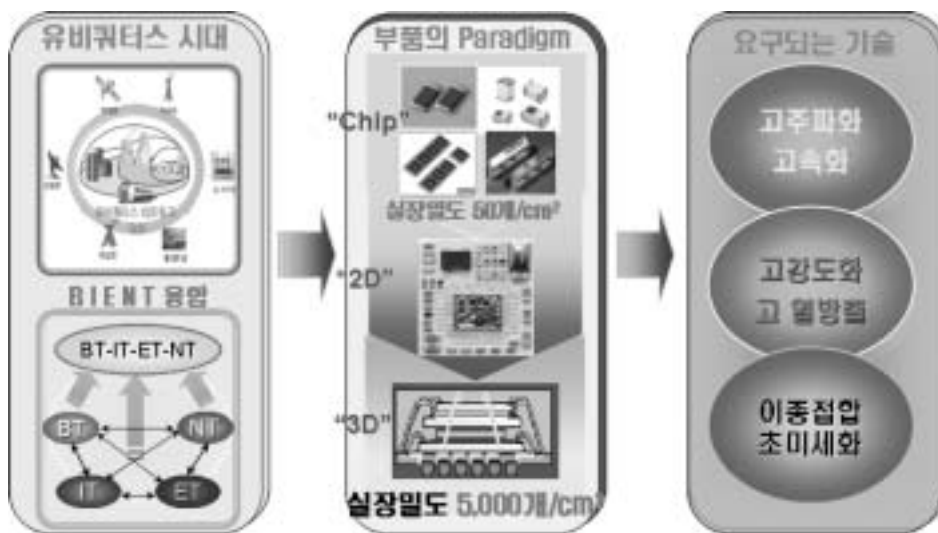 유비쿼터스 시대
BIENT 융합
BT-IT-ET-NT
BT
NT
IT
ET
부품의 Paradigm
"Chip"
실장밀도 50개/cm²
"2D"
"3D"
실장밀도 5,000개/cm²
요구되는 기술
고주파화
고속화
고강도화
고 열방출
이종접합
초미세화